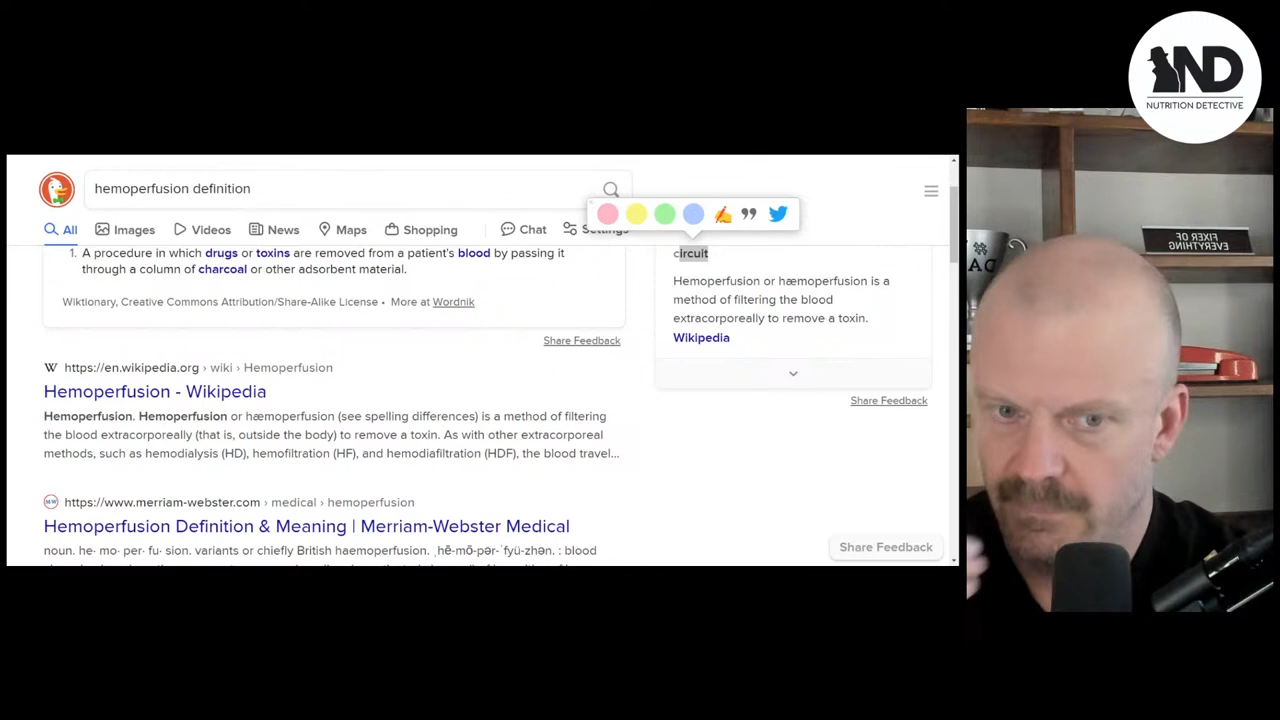 ND
NUTRITION DETECTIVE
hemoperfusion definition
All Images Videos News Maps Shopping Chat Settings
1. A procedure in which drugs or toxins are removed from a patient's blood by passing it
through a column of charcoal or other adsorbent material.
Wiktionary, Creative Commons Attribution/Share-Alike License • More at Wordnik
Share Feedback
circuit
Hemoperfusion or hæmoperfusion is a
method of filtering the blood
extracorporeally to remove a toxin.
Wikipedia
Share Feedback
W https://en.wikipedia.org › wiki › Hemoperfusion
Hemoperfusion - Wikipedia
Hemoperfusion. Hemoperfusion or hæmoperfusion (see spelling differences) is a method of filtering
the blood extracorporeally (that is, outside the body) to remove a toxin. As with other extracorporeal
methods, such as hemodialysis (HD), hemofiltration (HF), and hemodiafiltration (HDF), the blood travel...
https://www.merriam-webster.com › medical › hemoperfusion
Hemoperfusion Definition & Meaning | Merriam-Webster Medical
noun. he· mo· per· fu· sion. variants or chiefly British haemoperfusion. ˌhē-mō-pər-ˈfyü-zhən. : blood
Share Feedback
FIXER OF
EVERYTHING
DAD